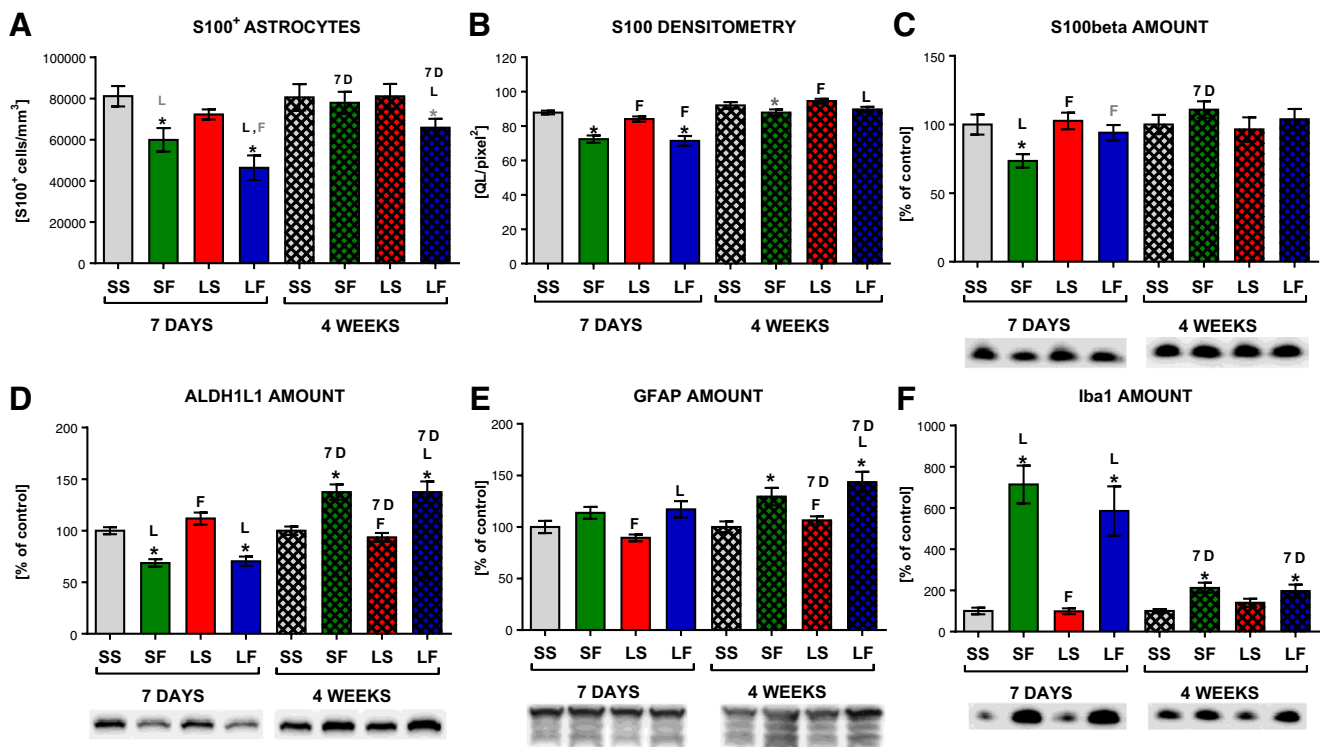 A
S100+ ASTROCYTES
[S100+ cells/mm3]
100000
80000
60000
40000
20000
0
L
*
L , F
*
7 D
7 D
L
*
SS SF LS LF SS SF LS LF
7 DAYS 4 WEEKS
B
S100 DENSITOMETRY
[QL/pixel2]
120
100
80
60
40
20
0
*
F
F
*
*
F
L
SS SF LS LF SS SF LS LF
7 DAYS 4 WEEKS
C
S100beta AMOUNT
[% of control]
150
100
50
0
L
*
F
F
7 D
SS SF LS LF SS SF LS LF
7 DAYS 4 WEEKS
D
ALDH1L1 AMOUNT
[% of control]
200
150
100
50
0
L
*
F
L
*
7 D
*
7 D
F
7 D
L
*
SS SF LS LF SS SF LS LF
7 DAYS 4 WEEKS
E
GFAP AMOUNT
[% of control]
200
150
100
50
0
F
L
*
7 D
F
7 D
L
*
SS SF LS LF SS SF LS LF
7 DAYS 4 WEEKS
F
Iba1 AMOUNT
[% of control]
1000
800
600
400
200
0
L
*
F
L
*
7 D
*
7 D
*
SS SF LS LF SS SF LS LF
7 DAYS 4 WEEKS